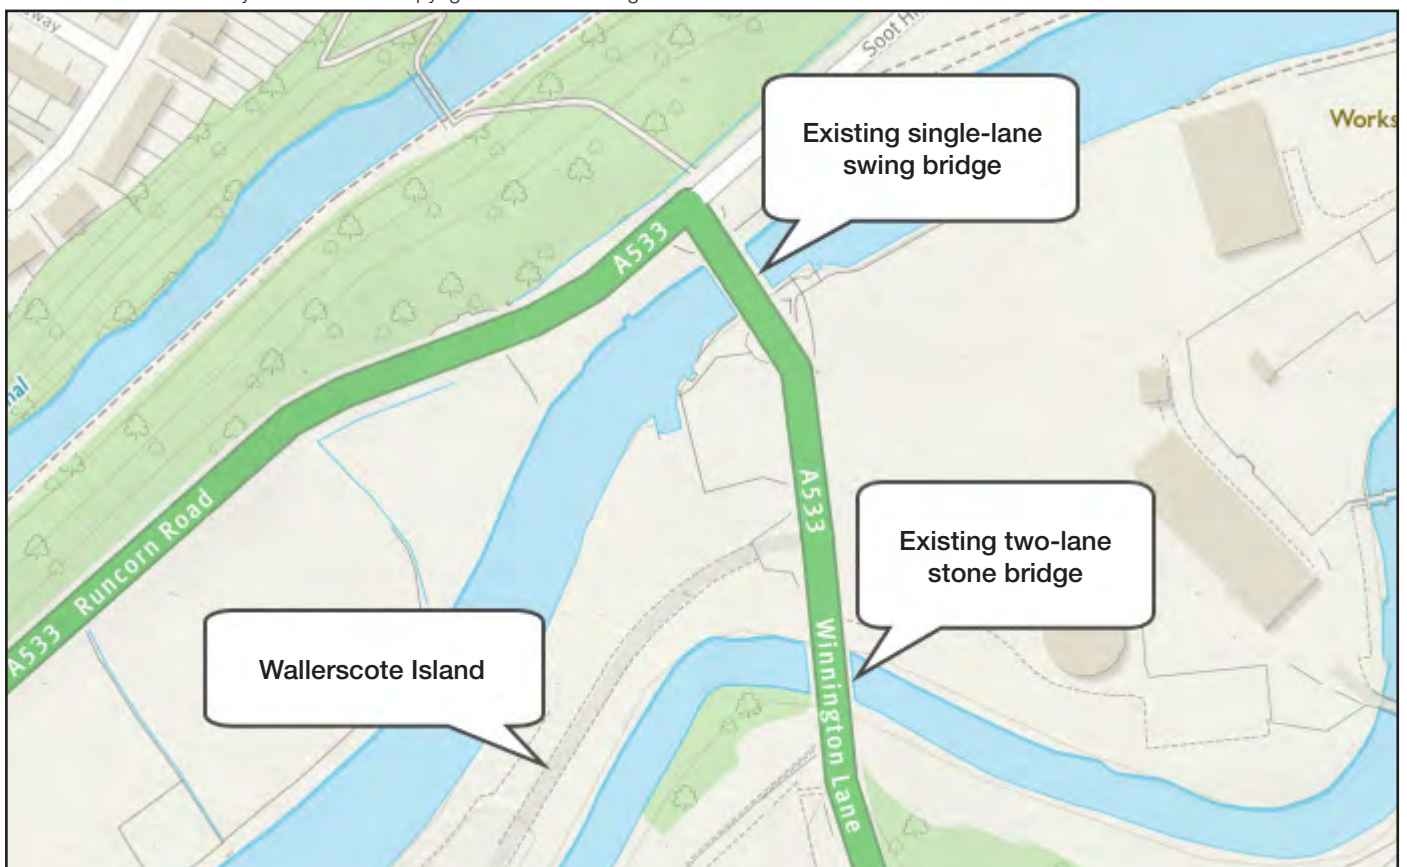 Soot
Existing single-lane
swing bridge
Works
A533
A533
Existing two-lane
stone bridge
Runcorn Road
A533
Wallerscote Island
Winnington Lane